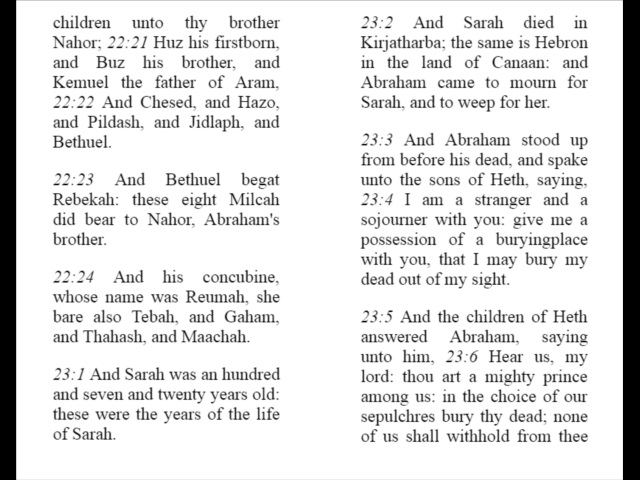 children unto thy brother
Nahor; 22:21 Huz his firstborn,
and Buz his brother, and
Kemuel the father of Aram,
22:22 And Chesed, and Hazo,
and Pildash, and Jidlaph, and
Bethuel.
22:23 And Bethuel begat
Rebekah: these eight Milcah
did bear to Nahor, Abraham's
brother.
22:24 And his concubine,
whose name was Reumah, she
bare also Tebah, and Gaham,
and Thahash, and Maachah.
23:1 And Sarah was an hundred
and seven and twenty years old:
these were the years of the life
of Sarah.
23:2 And Sarah died in
Kirjatharba; the same is Hebron
in the land of Canaan: and
Abraham came to mourn for
Sarah, and to weep for her.
23:3 And Abraham stood up
from before his dead, and spake
unto the sons of Heth, saying,
23:4 I am a stranger and a
sojourner with you: give me a
possession of a buryingplace
with you, that I may bury my
dead out of my sight.
23:5 And the children of Heth
answered Abraham, saying
unto him, 23:6 Hear us, my
lord: thou art a mighty prince
among us: in the choice of our
sepulchres bury thy dead; none
of us shall withhold from thee